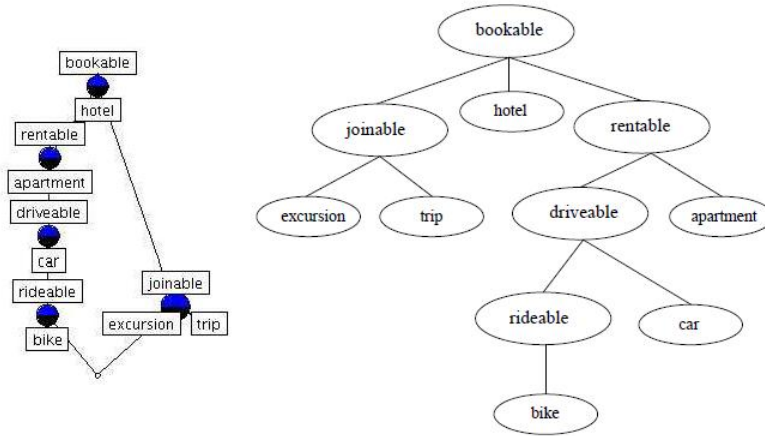 bookable
hotel
rentable
apartment
driveable
car
rideable
joinable
excursion
trip
bike
bookable
hotel
joinable
rentable
excursion
trip
driveable
apartment
rideable
car
bike